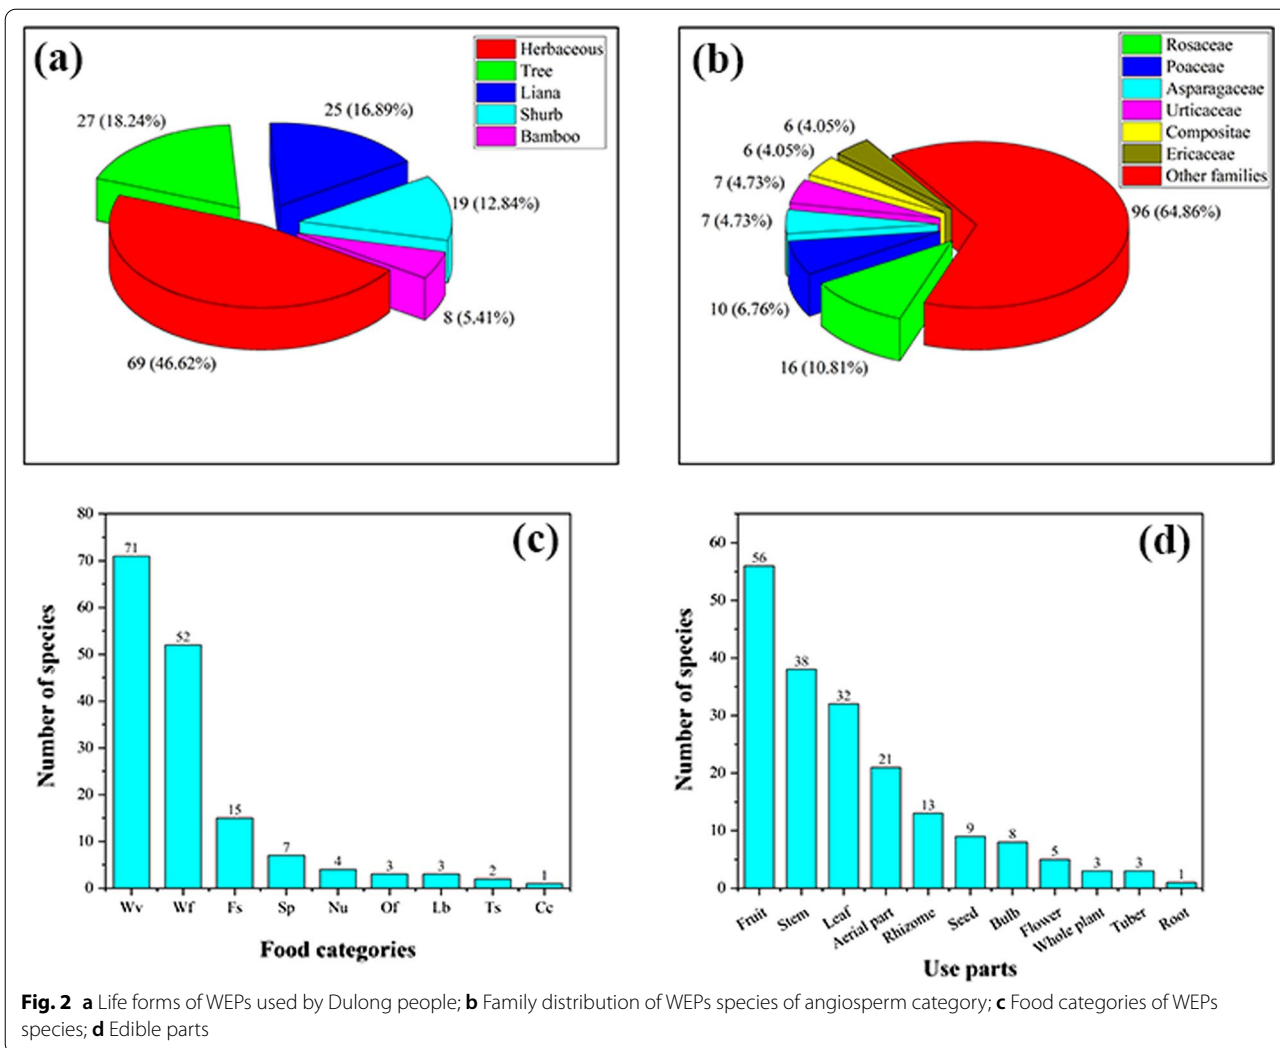 (a)
Herbaceous
Tree
Liana
Shurb
Bamboo
27 (18.24%)
25 (16.89%)
19 (12.84%)
8 (5.41%)
69 (46.62%)
(b)
Rosaceae
Poaceae
Asparagaceae
Urticaceae
Compositae
Ericaceae
Other families
6 (4.05%)
6 (4.05%)
7 (4.73%)
7 (4.73%)
96 (64.86%)
10 (6.76%)
16 (10.81%)
(c)
Number of species
80
70
60
50
40
30
20
10
0
71
52
15
7
4
3
3
2
1
Wv Wf Fs Sp Nu Of Lb Ts Cc
Food categories
(d)
Number of species
60
50
40
30
20
10
0
56
38
32
21
13
9
8
5
3
3
1
Fruit Stem Leaf Aerial part Rhizome Seed Bulb Flower Whole plant Tuber Root
Use parts
Fig. 2 a Life forms of WEPs used by Dulong people; b Family distribution of WEPs species of angiosperm category; c Food categories of WEPs
species; d Edible parts